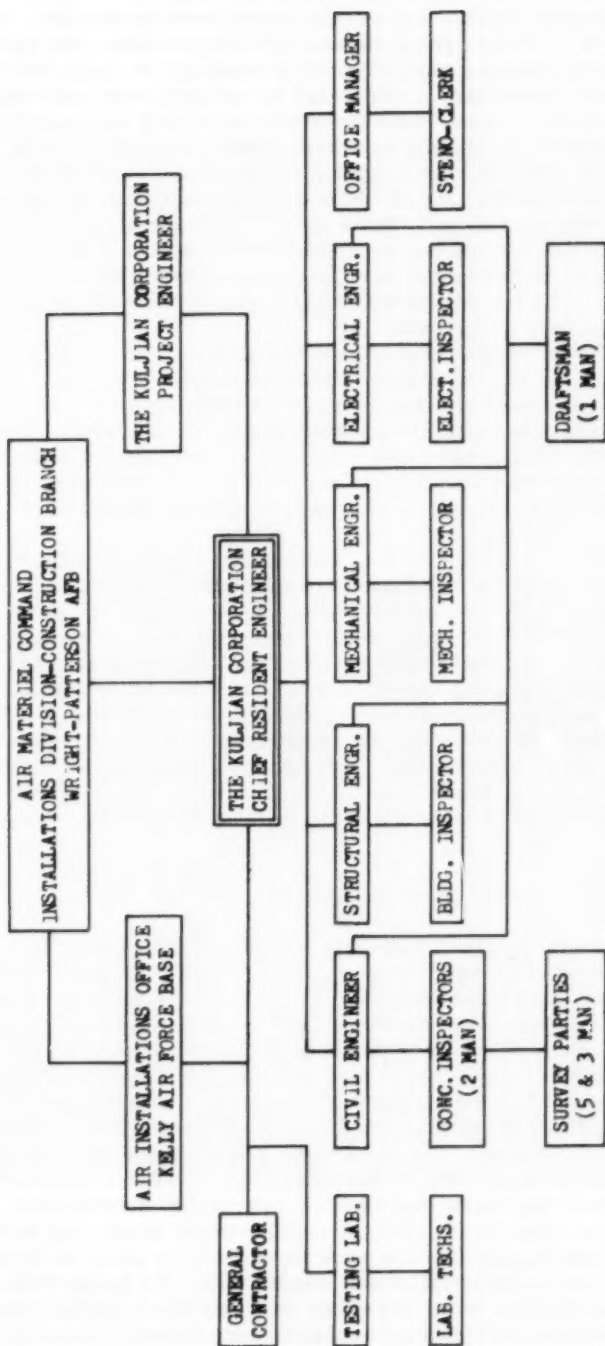 AIR MATERIEL COMMAND
INSTALLATIONS DIVISION-CONSTRUCTION BRANCH
WRIGHT-PATTERSON AFB
AIR INSTALLATIONS OFFICE
KELLY AIR FORCE BASE
THE KULJIAN CORPORATION
PROJECT ENGINEER
GENERAL
CONTRACTOR
THE KULJIAN CORPORATION
CHIEF RESIDENT ENGINEER
TESTING LAB.
CIVIL ENGINEER
STRUCTURAL ENGR.
MECHANICAL ENGR.
ELECTRICAL ENGR.
OFFICE MANAGER
LAB. TECHS.
CONC. INSPECTORS
(2 MAN)
BLDG. INSPECTOR
MECH. INSPECTOR
ELECT. INSPECTOR
STENO-CLERK
SURVEY PARTIES
(5 & 3 MAN)
DRAFTSMAN
(1 MAN)